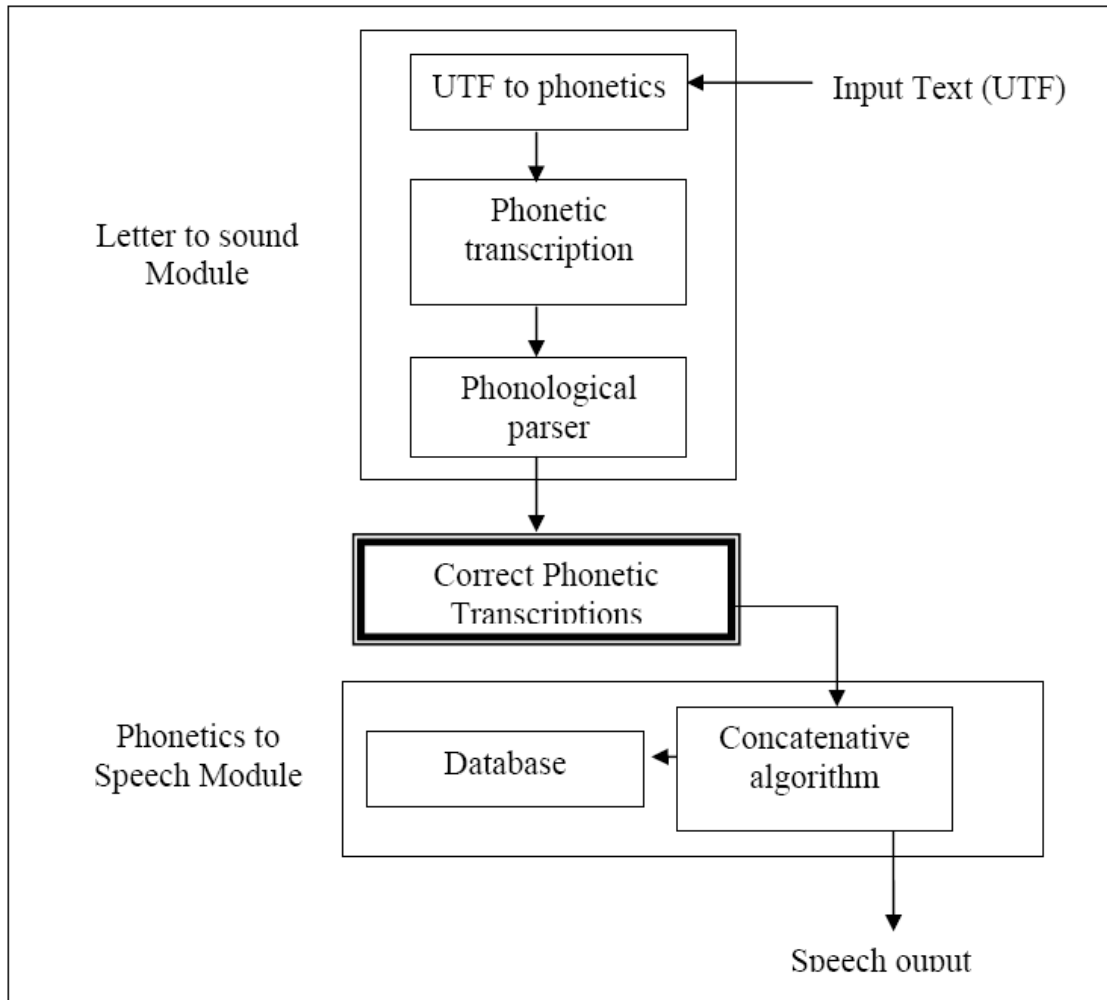 UTF to phonetics
Input Text (UTF)
Phonetic
transcription
Letter to sound
Module
Phonological
parser
Correct Phonetic
Transcriptions
Phonetics to
Speech Module
Database
Concatenative
algorithm
Speech ouput